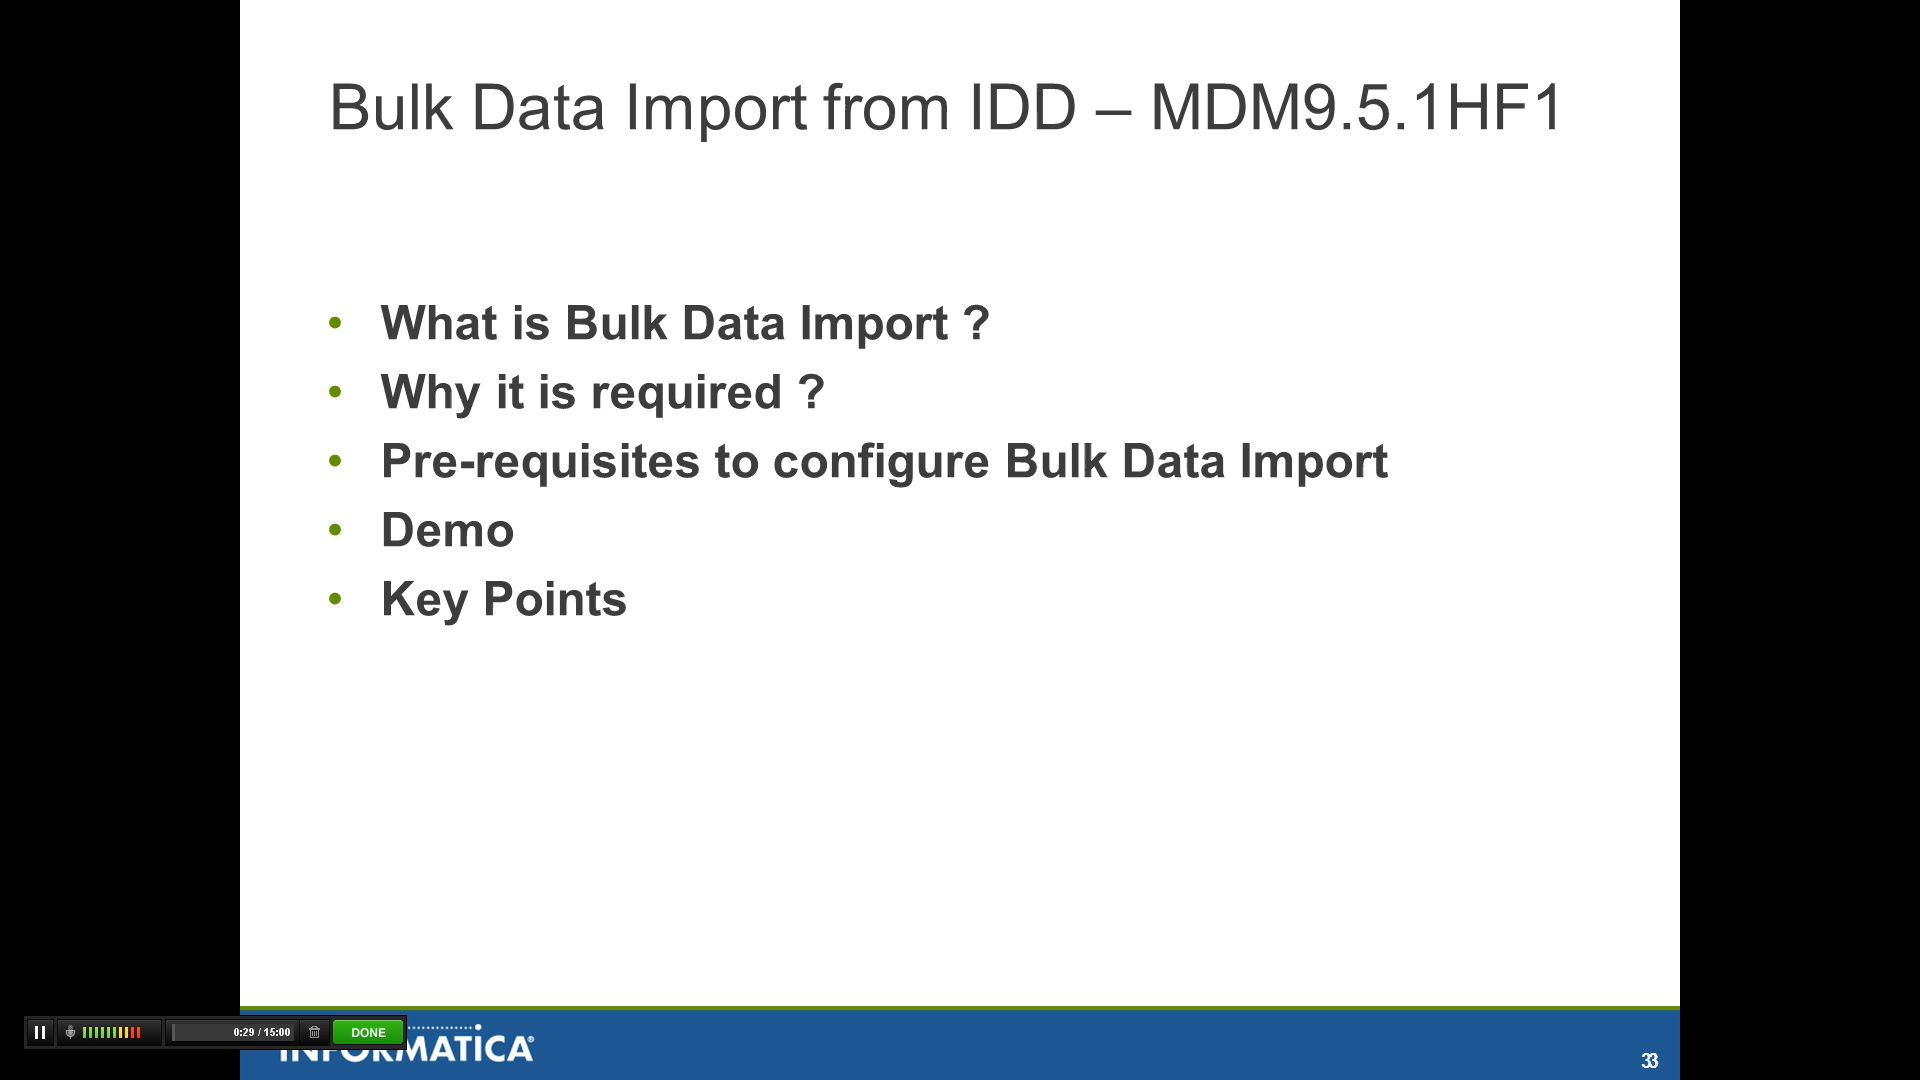 Bulk Data Import from IDD – MDM9.5.1HF1
• What is Bulk Data Import ?
• Why it is required ?
• Pre-requisites to configure Bulk Data Import
• Demo
• Key Points
0:29 / 15:00
DONE
INFORMATICA®
33